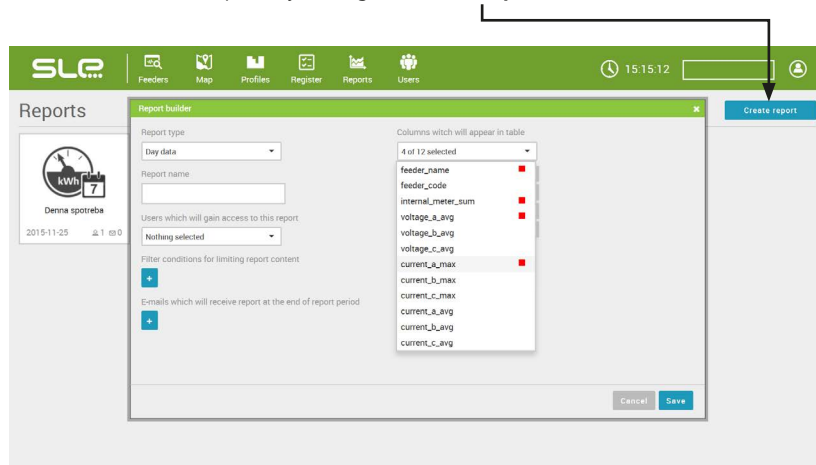 SLE
Feeders
Map
Profiles
Register
Reports
Users
15:15:12
Reports
Create report
Report builder
Report type
Day data
Report name
Users which will gain access to this report
Nothing selected
Filter conditions for limiting report content
+
E-mails which will receive report at the end of report period
+
Columns witch will appear in table
4 of 12 selected
feeder_name
feeder_code
internal_meter_sum
voltage_a_avg
voltage_b_avg
voltage_c_avg
current_a_max
current_b_max
current_c_max
current_a_avg
current_b_avg
current_c_avg
kWh
7
Denna spotreba
2015-11-25 1 0
Cancel
Save